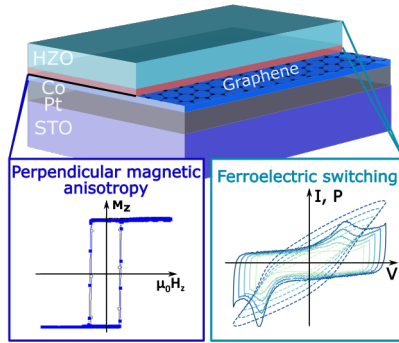 HZO
Graphene
Co
Pt
STO
Perpendicular magnetic
anisotropy
Mz
μ₀Hz
Ferroelectric switching
I, P
V